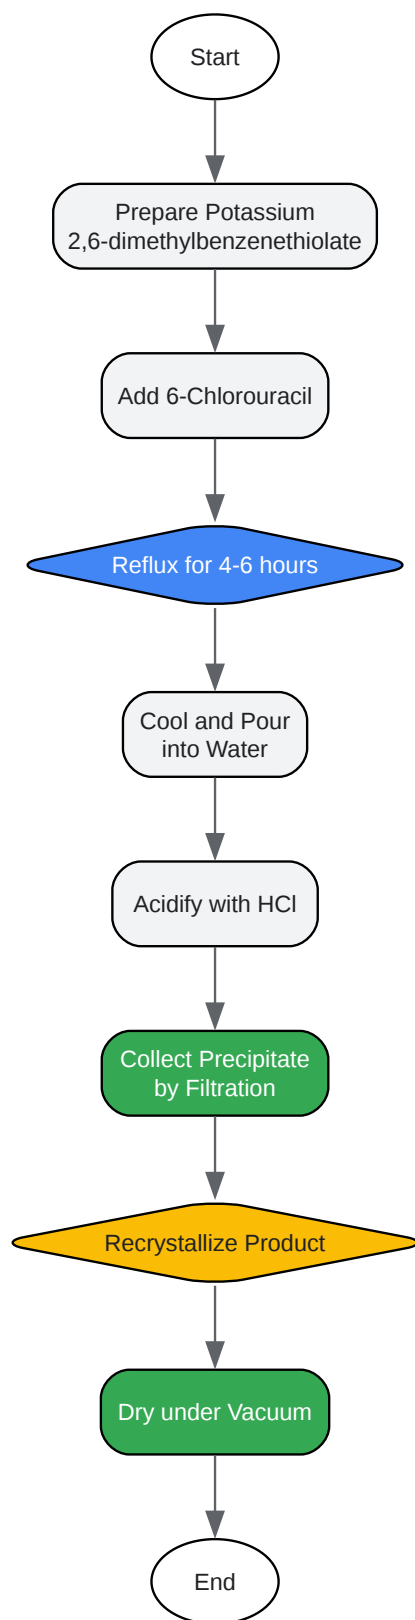 Start
Prepare Potassium
2,6-dimethylbenzenethiolate
Add 6-Chlorouracil
Reflux for 4-6 hours
Cool and Pour
into Water
Acidify with HCl
Collect Precipitate
by Filtration
Recrystallize Product
Dry under Vacuum
End